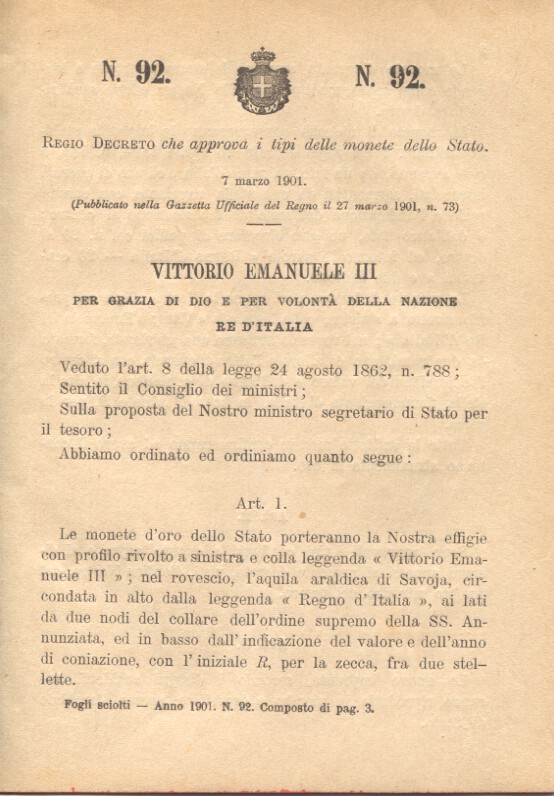 N. 92.
N. 92.
REGIO DECRETO che approva i tipi delle monete dello Stato.
7 marzo 1901.
(Pubblicato nella Gazzetta Ufficiale del Regno il 27 marzo 1901, n. 73)
VITTORIO EMANUELE III
PER GRAZIA DI DIO E PER VOLONTÀ DELLA NAZIONE
RE D'ITALIA
Veduto l'art. 8 della legge 24 agosto 1862, n. 788 ;
Sentito il Consiglio dei ministri ;
Sulla proposta del Nostro ministro segretario di Stato per
il tesoro ;
Abbiamo ordinato ed ordiniamo quanto segue :
Art. 1.
Le monete d'oro dello Stato porteranno la Nostra effigie
con profilo rivolto a sinistra e colla leggenda « Vittorio Ema-
nuele III » ; nel rovescio, l'aquila araldica di Savoja, cir-
condata in alto dalla leggenda « Regno d'Italia », ai lati
da due nodi del collare dell'ordine supremo della SS. An-
nunziata, ed in basso dall'indicazione del valore e dell'anno
di coniazione, con l'iniziale R, per la zecca, fra due stel-
lette.
Fogli sciolti — Anno 1901. N. 92. Composto di pag. 3.